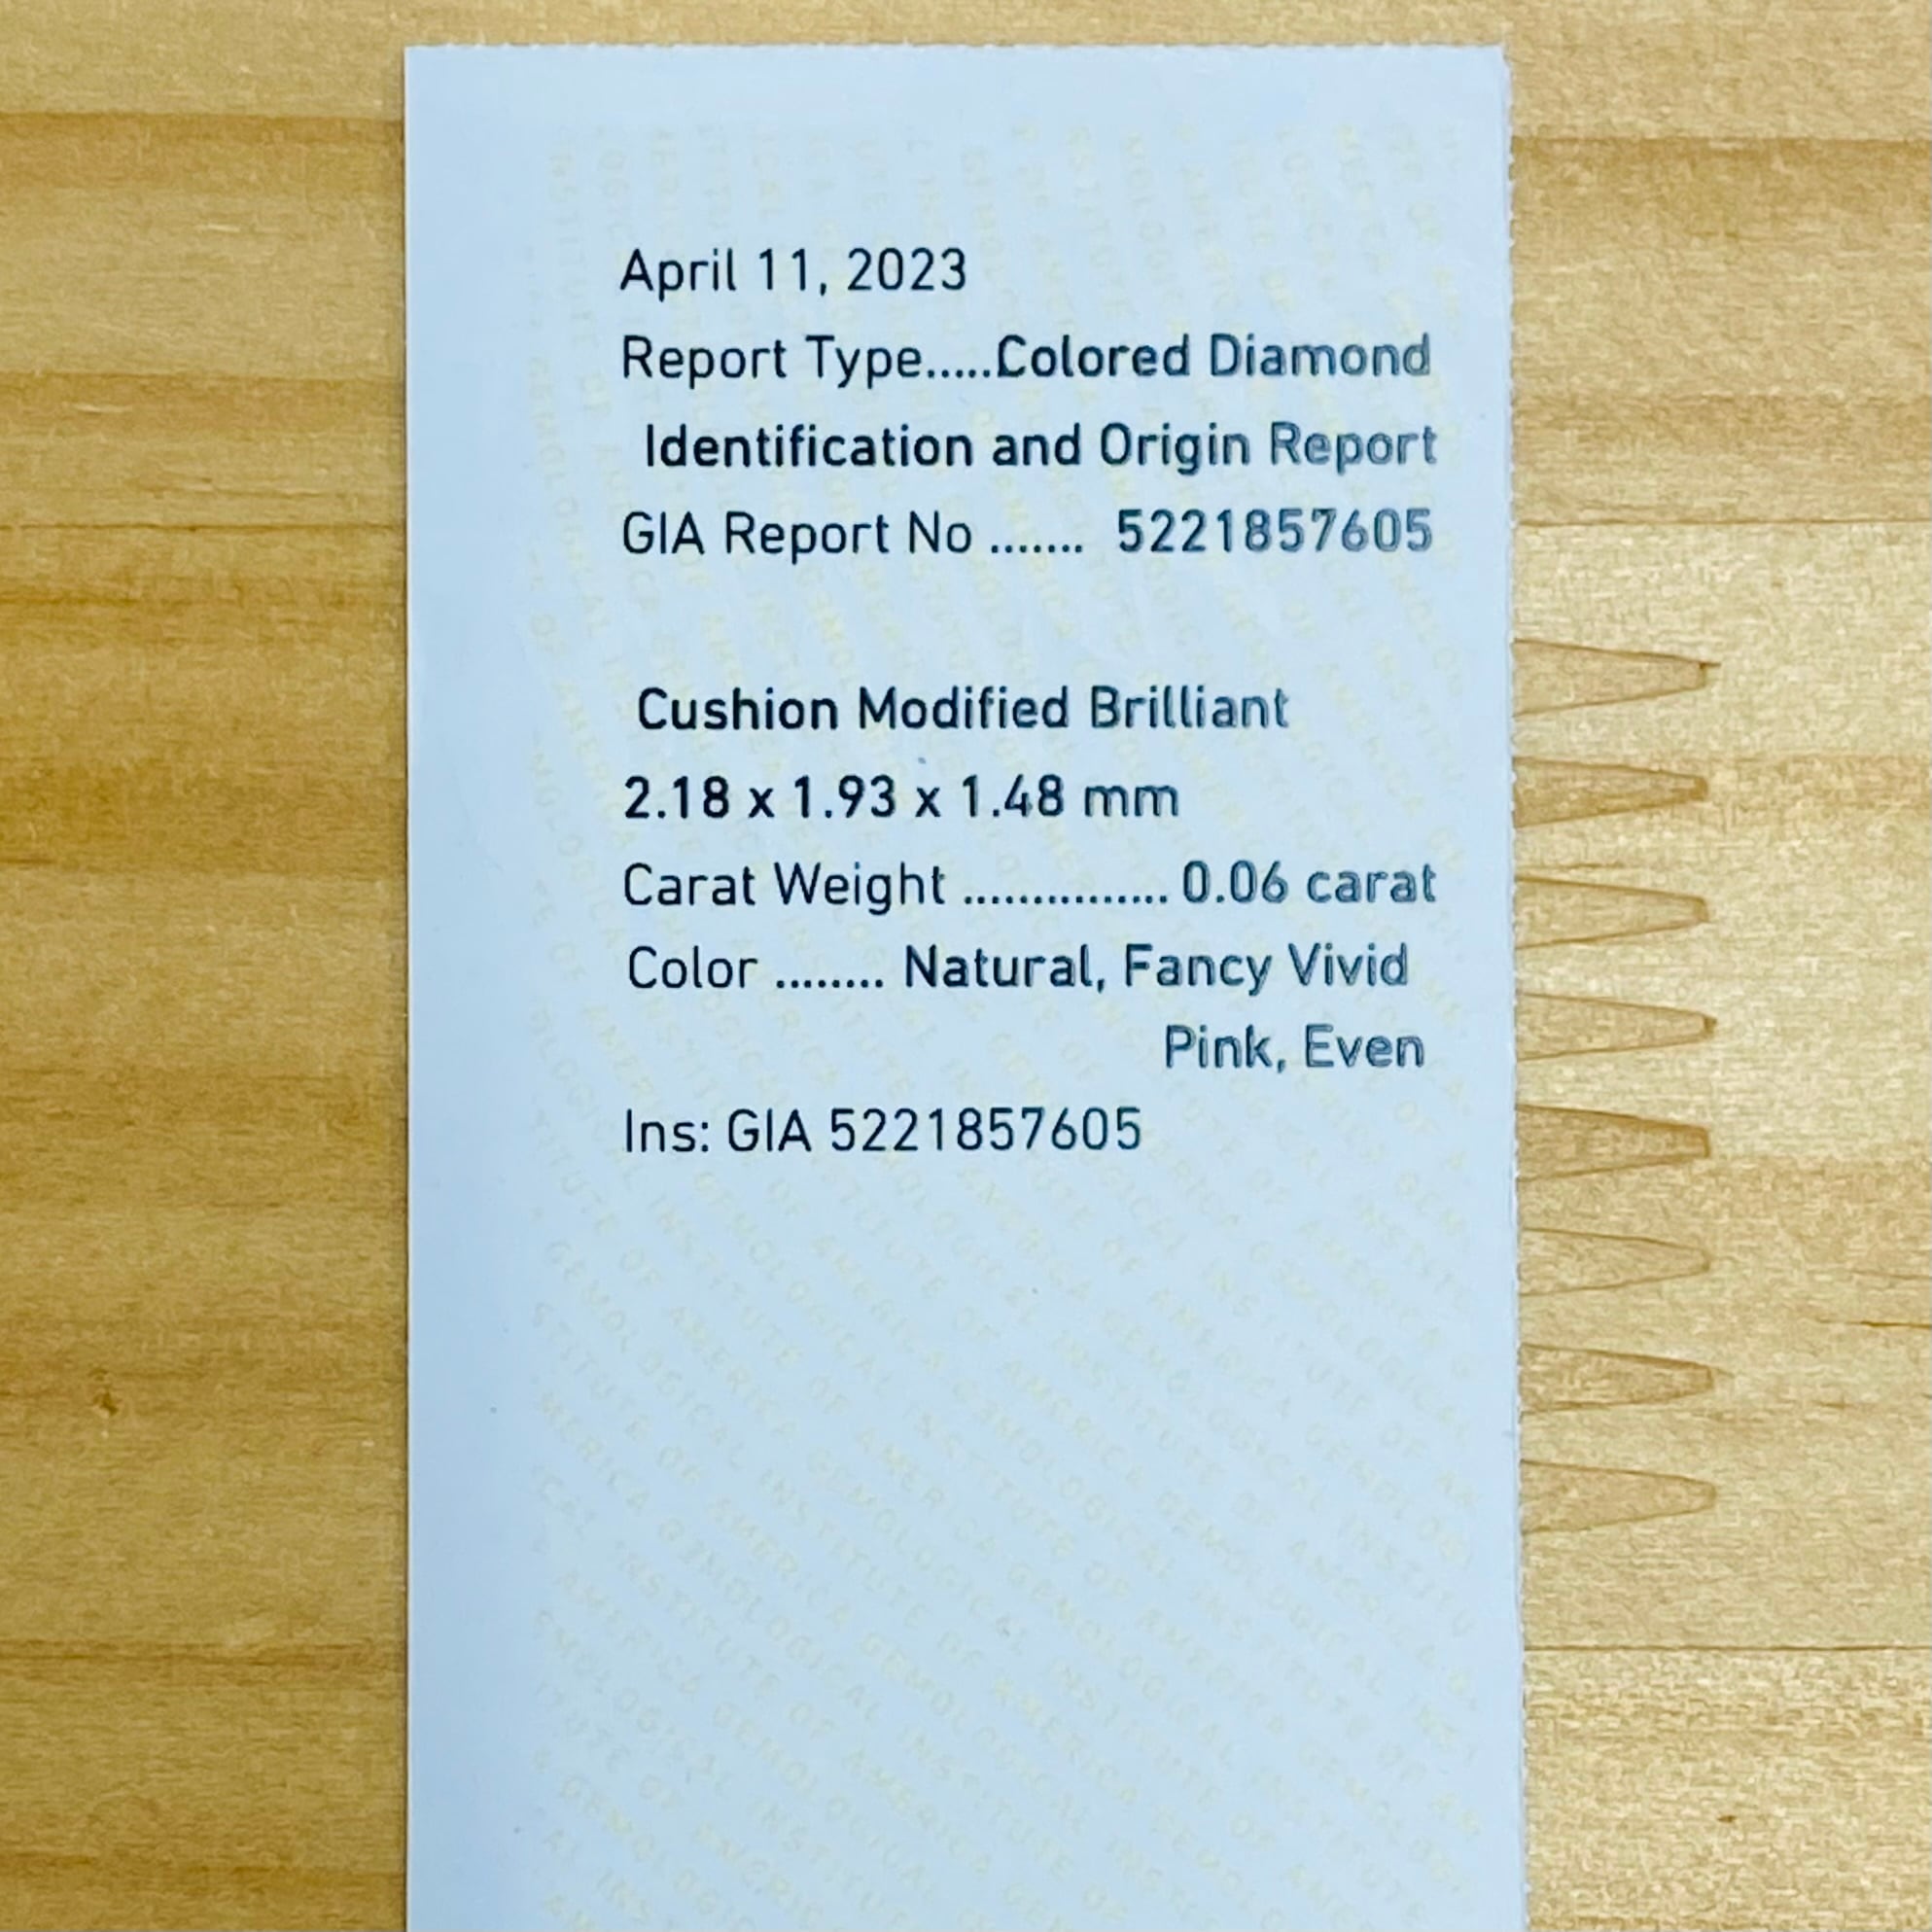 April 11, 2023
Report Type.....Colored Diamond
Identification and Origin Report
GIA Report No ....... 5221857605
Cushion Modified Brilliant
2.18 x 1.93 x 1.48 mm
Carat Weight ............... 0.06 carat
Color ........ Natural, Fancy Vivid
Pink, Even
Ins: GIA 5221857605